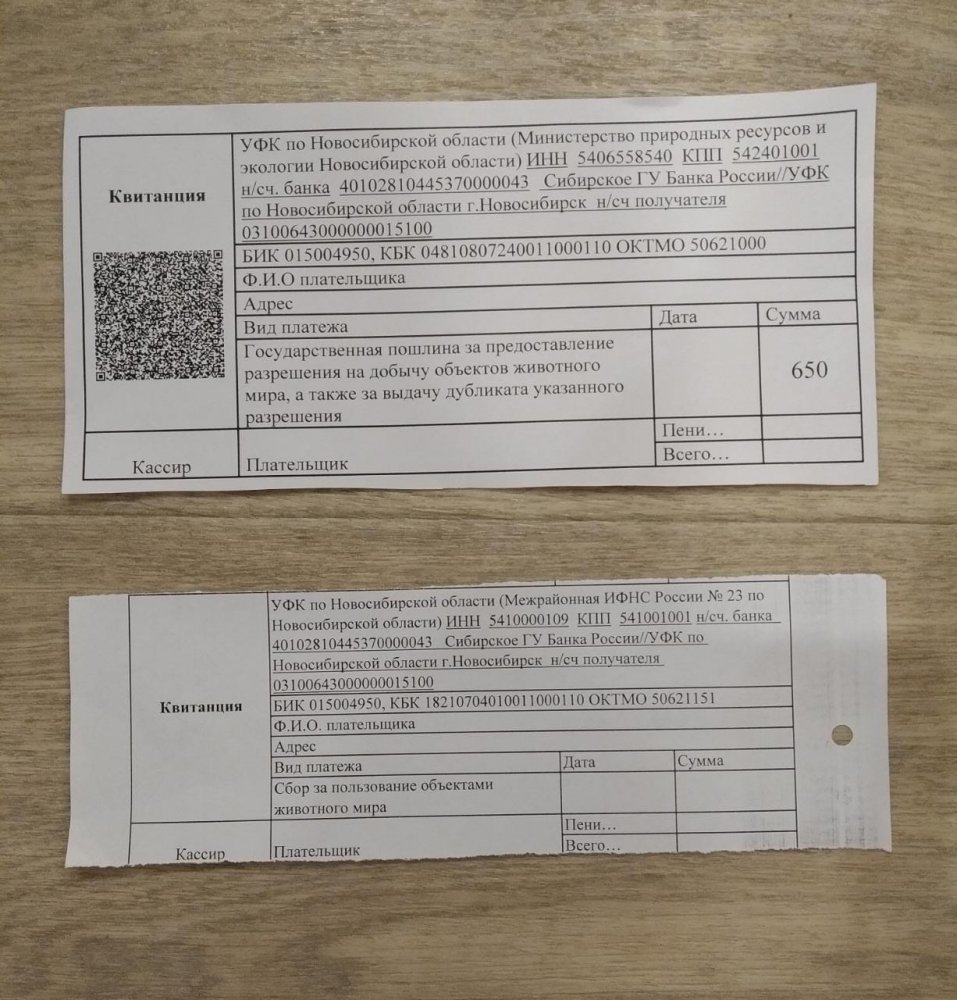 УФК по Новосибирской области (Министерство природных ресурсов и
экологии Новосибирской области) ИНН 5406558540 КПП 542401001
н/сч. банка 40102810445370000043 Сибирское ГУ Банка России//УФК
по Новосибирской области г.Новосибирск н/сч получателя
03100643000000015100
Квитанция
БИК 015004950, КБК 04810807240011000110 ОКТМО 50621000
Ф.И.О плательщика
Адрес
Вид платежа
Дата
Сумма
Государственная пошлина за предоставление
разрешения на добычу объектов животного
мира, а также за выдачу дубликата указанного
разрешения
650
Пени…
Кассир
Плательщик
Всего…
УФК по Новосибирской области (Межрайонная ИФНС России № 23 по
Новосибирской области) ИНН 5410000109 КПП 541001001 н/сч. банка
40102810445370000043 Сибирское ГУ Банка России//УФК по
Новосибирской области г.Новосибирск н/сч получателя
03100643000000015100
Квитанция
БИК 015004950, КБК 18210704010011000110 ОКТМО 50621151
Ф.И.О. плательщика
Адрес
Вид платежа
Дата
Сумма
Сбор за пользование объектами
животного мира
Пени…
Кассир
Плательщик
Всего…